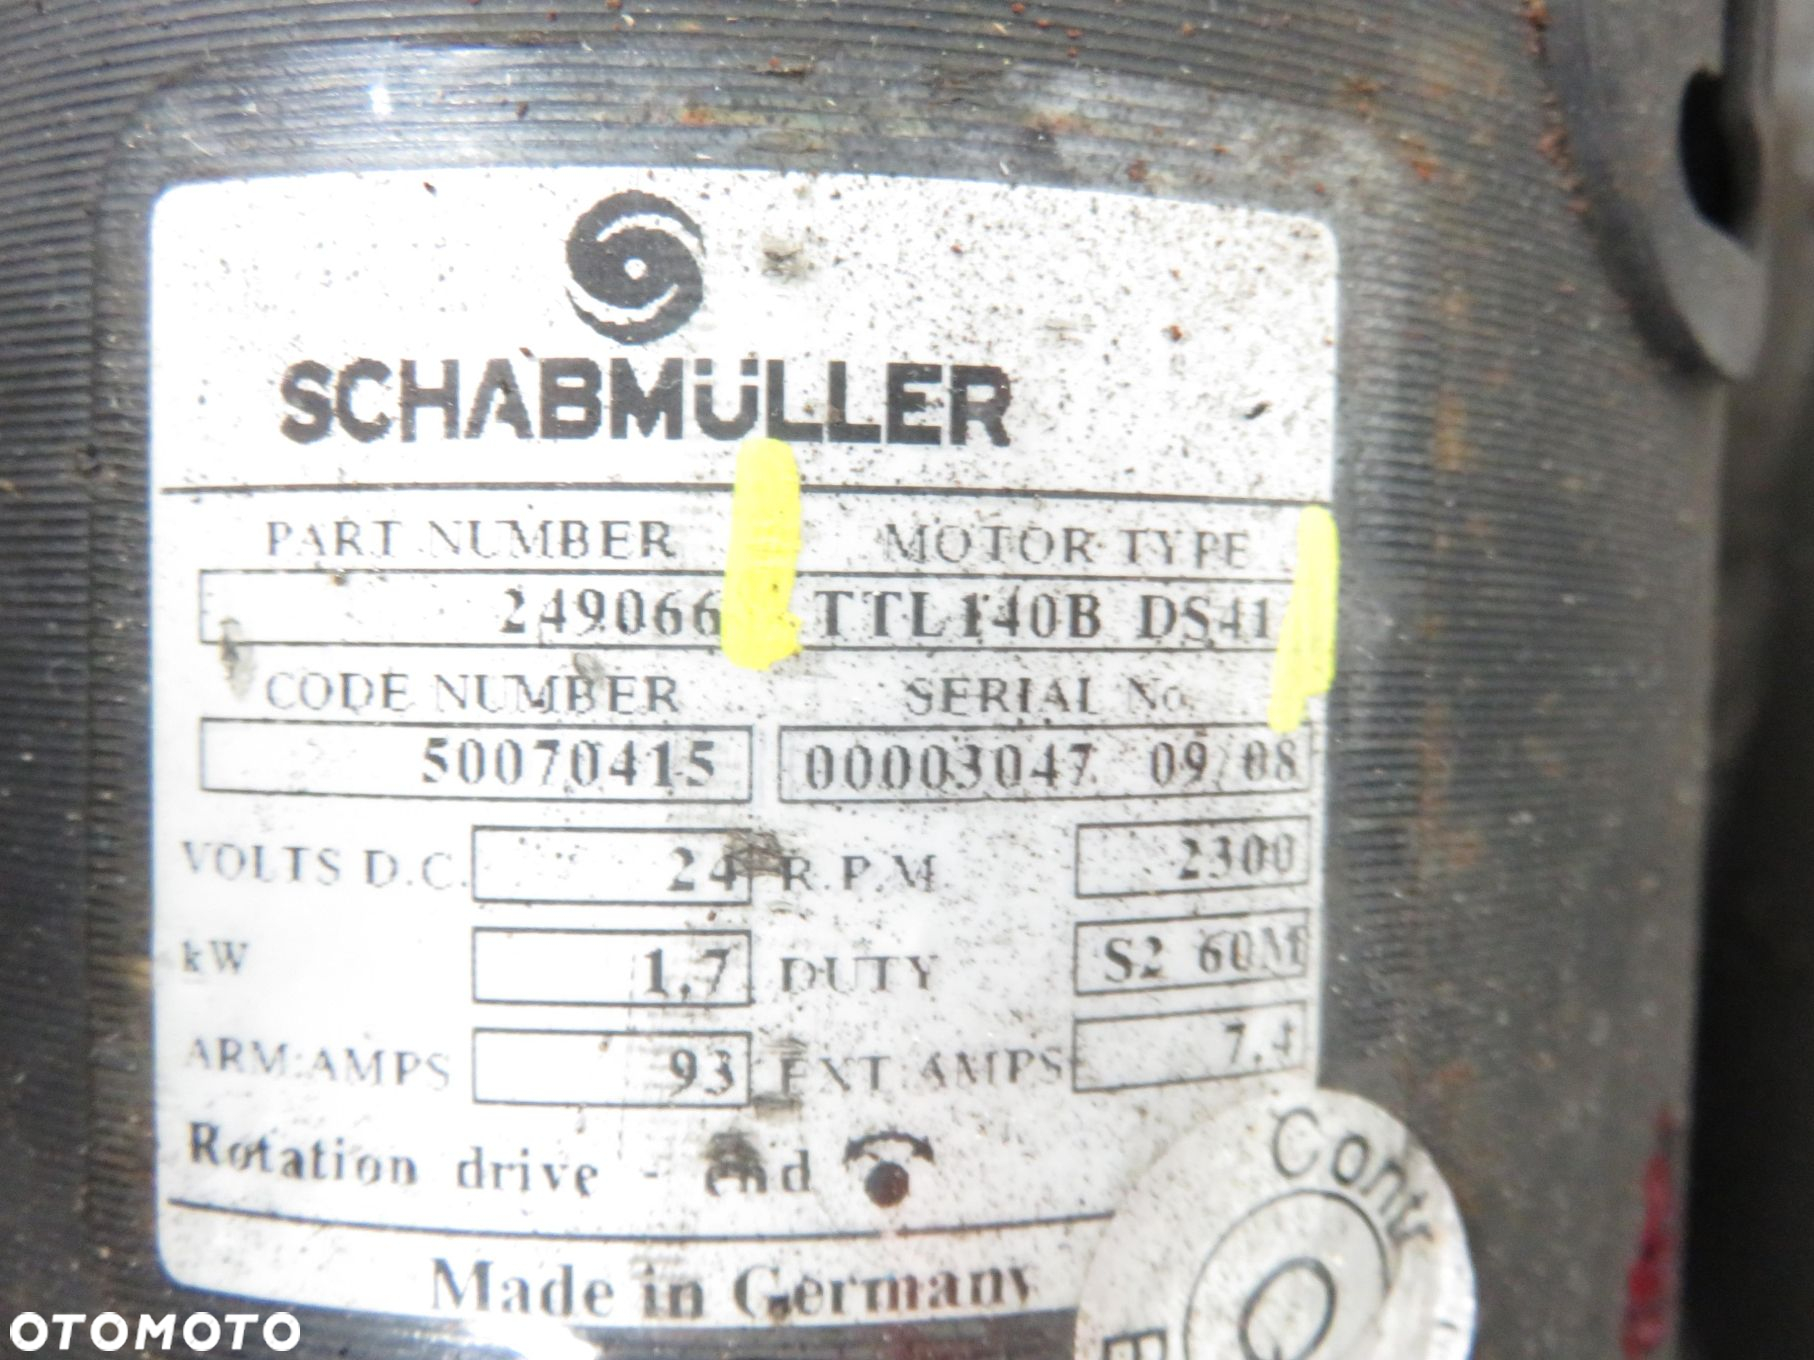 SCHABMÜLLER
PART NUMBER MOTOR TYPE
249066 TTL140B DS41
CODE NUMBER SERIAL No.
50070415 00003047 09/08
VOLTS D.C. 24 R.P.M 2300
kW 1.7 DUTY S2 60M
ARM.AMPS 93 EXT.AMPS 7.4
Rotation drive - end
Made in Germany
Contr
Q
OTOMOTO